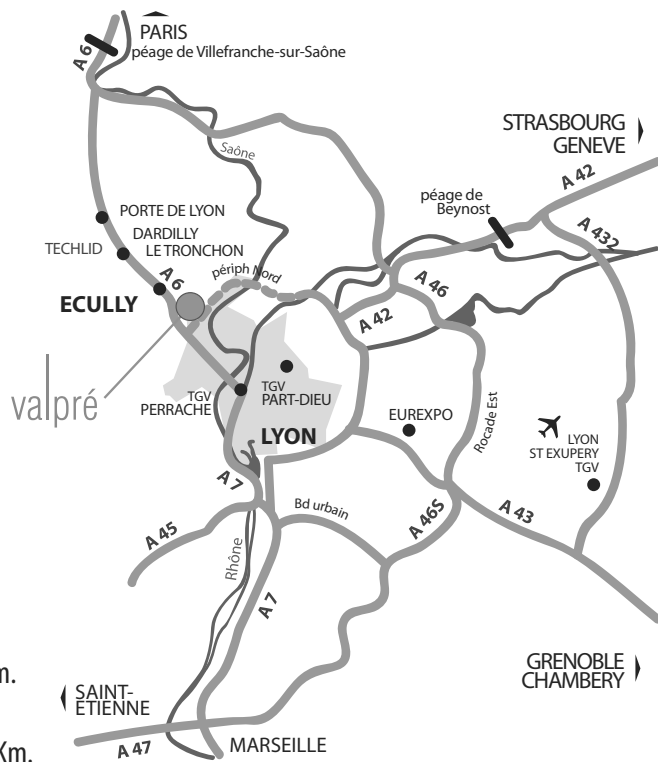 PARIS
A 6
péage de Villefranche-sur-Saône
Saône
STRASBOURG
GENEVE
A 42
péage de
Beynost
A 432
PORTE DE LYON
DARDILLY
LE TRONCHON
TECHLID
A 6
périph Nord
A 46
ECULLY
A 42
valpré
TGV
PERRACHE
TGV
PART-DIEU
LYON
EUREXPO
Rocade Est
LYON
ST EXUPERY
TGV
A 7
Bd urbain
A 46S
A 43
A 45
Rhône
A 7
m.
SAINT-
ETIENNE
GRENOBLE
CHAMBERY
Km.
A 47
MARSEILLE